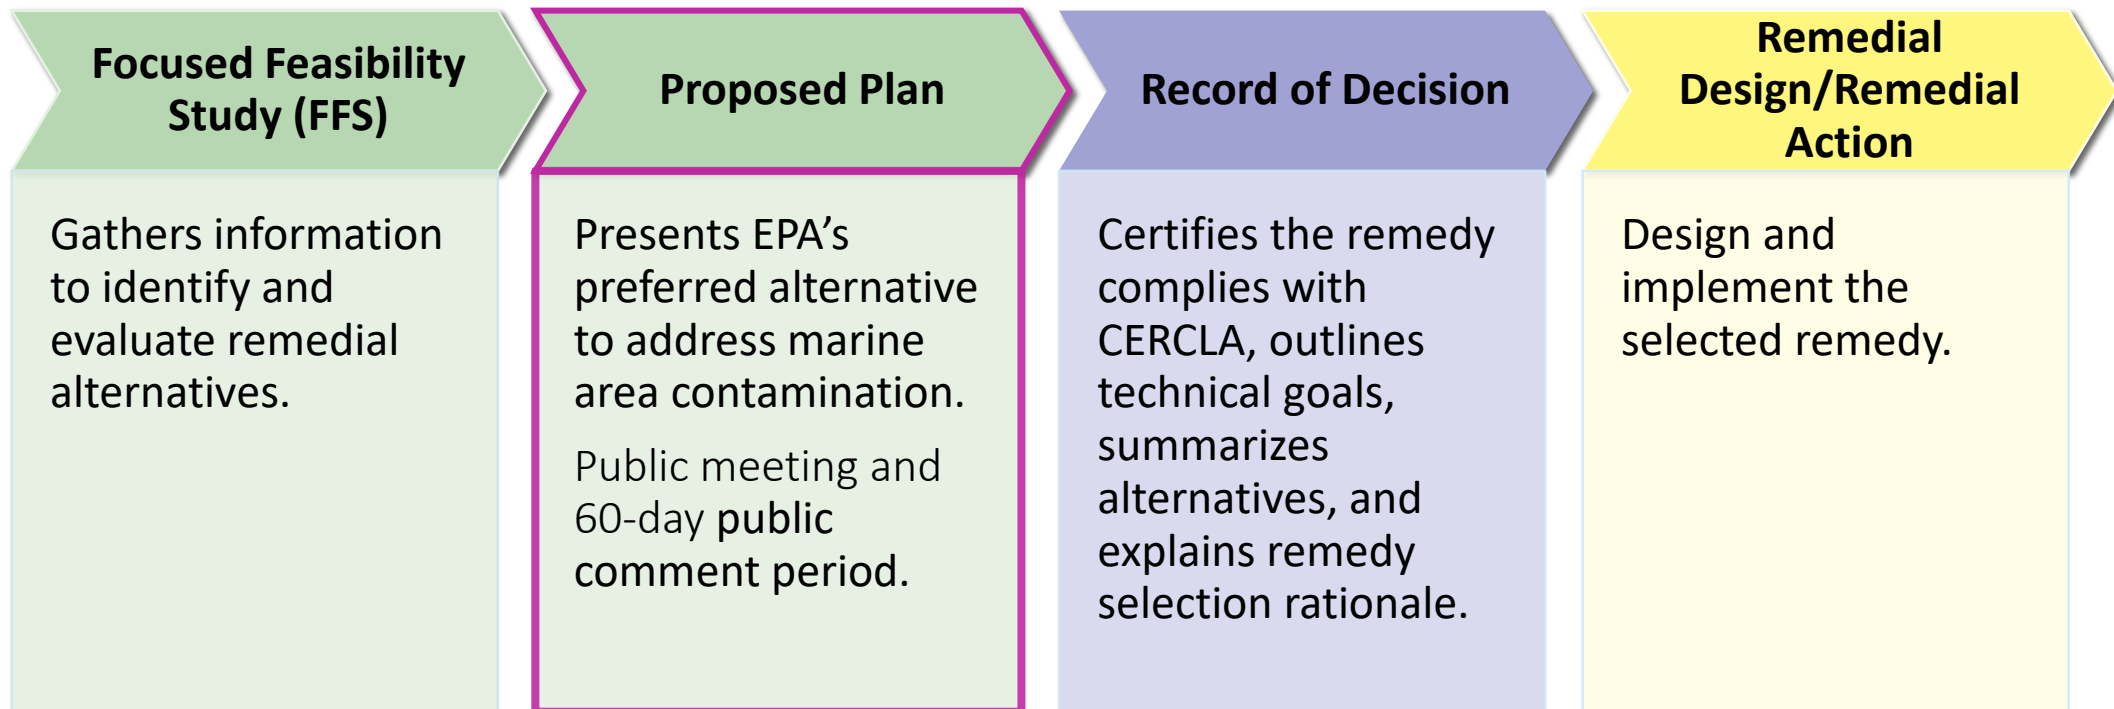 Focused Feasibility
Study (FFS)
Gathers information
to identify and
evaluate remedial
alternatives.
Proposed Plan
Presents EPA’s
preferred alternative
to address marine
area contamination.
Public meeting and
60-day public
comment period.
Record of Decision
Certifies the remedy
complies with
CERCLA, outlines
technical goals,
summarizes
alternatives, and
explains remedy
selection rationale.
Remedial
Design/Remedial
Action
Design and
implement the
selected remedy.